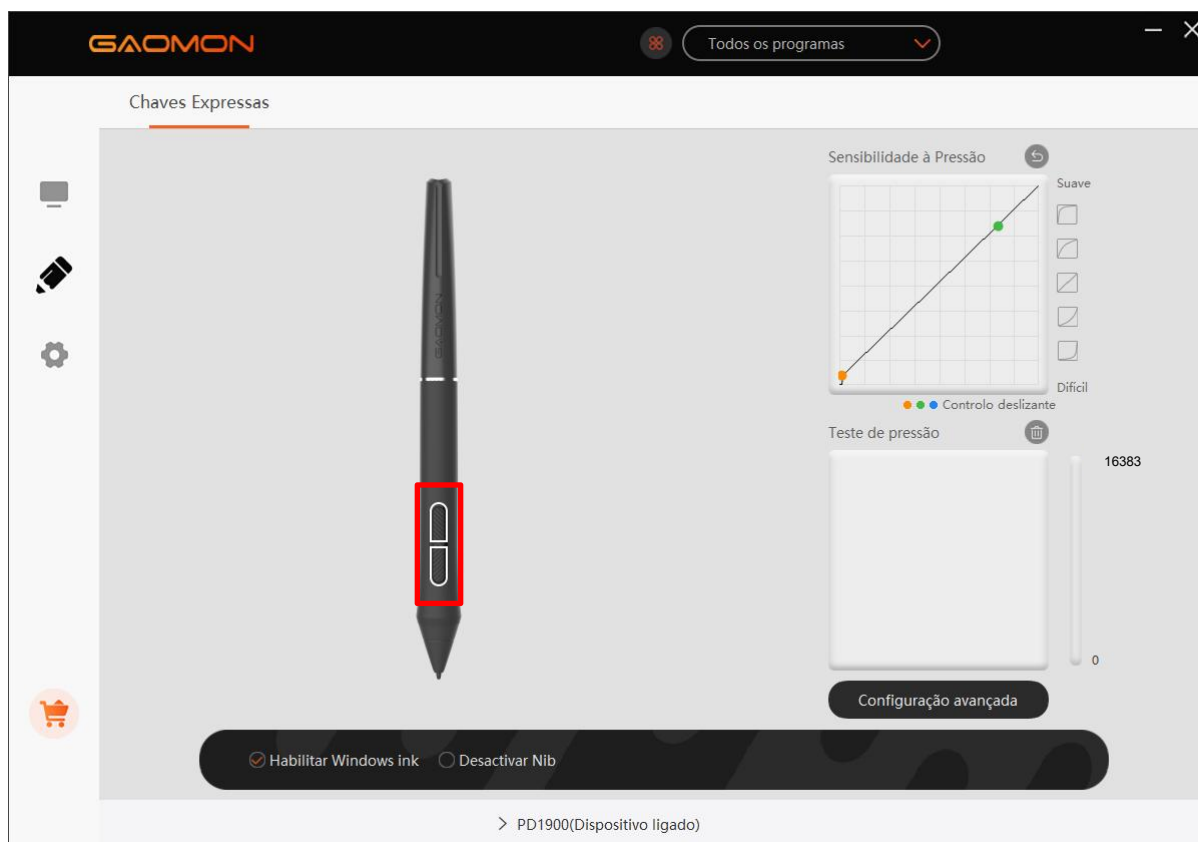 GAOMON
Todos os programas
Chaves Expressas
Sensibilidade à Pressão
Suave
GAOMON
Difícil
Controlo deslizante
Teste de pressão
16383
0
Configuração avançada
Habilitar Windows ink Desactivar Nib
> PD1900(Dispositivo ligado)